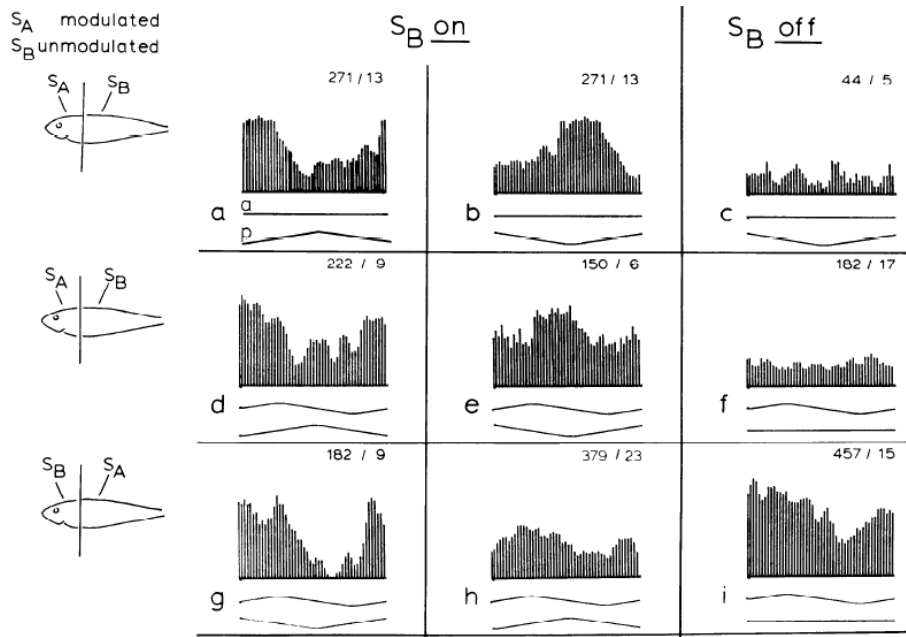 S_A modulated
S_B unmodulated
S_B on
S_B off
S_A S_B
271 / 13
271 / 13
44 / 5
a
a
p
b
c
S_A S_B
222 / 9
150 / 6
182 / 17
d
e
f
S_B S_A
182 / 9
379 / 23
457 / 15
g
h
i